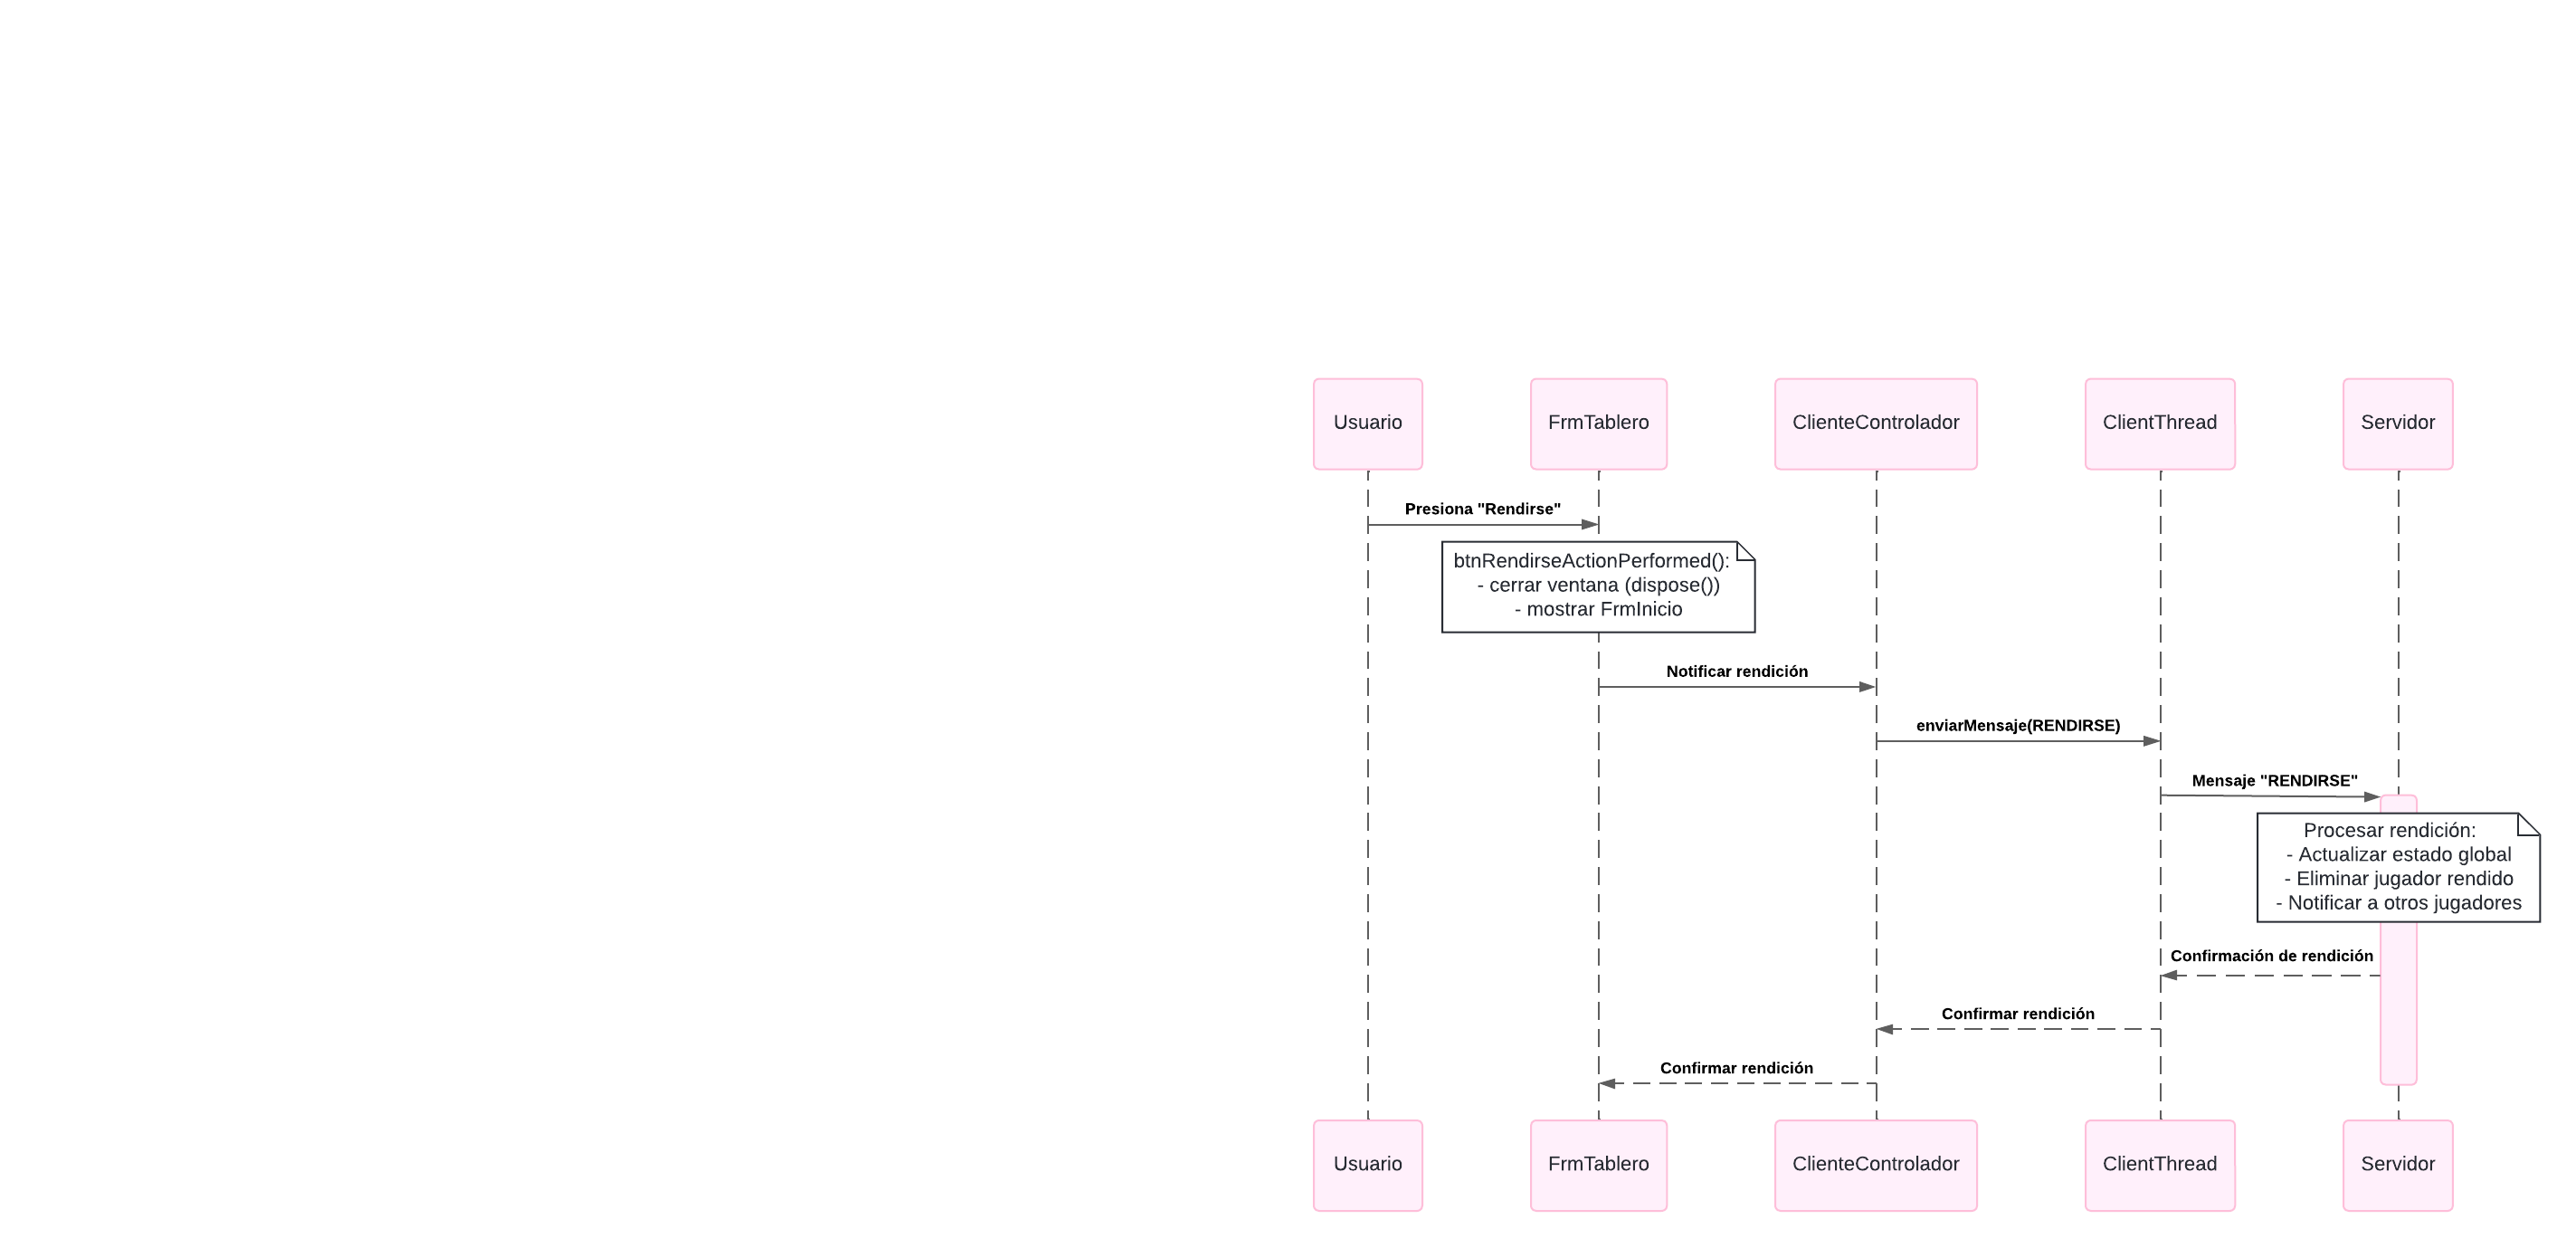 Usuario
FrmTablero
ClienteControlador
ClientThread
Servidor
Presiona "Rendirse"
btnRendirseActionPerformed():
- cerrar ventana (dispose())
- mostrar FrmInicio
Notificar rendición
enviarMensaje(RENDIRSE)
Mensaje "RENDIRSE"
Procesar rendición:
- Actualizar estado global
- Eliminar jugador rendido
- Notificar a otros jugadores
Confirmación de rendición
Confirmar rendición
Confirmar rendición
Usuario
FrmTablero
ClienteControlador
ClientThread
Servidor